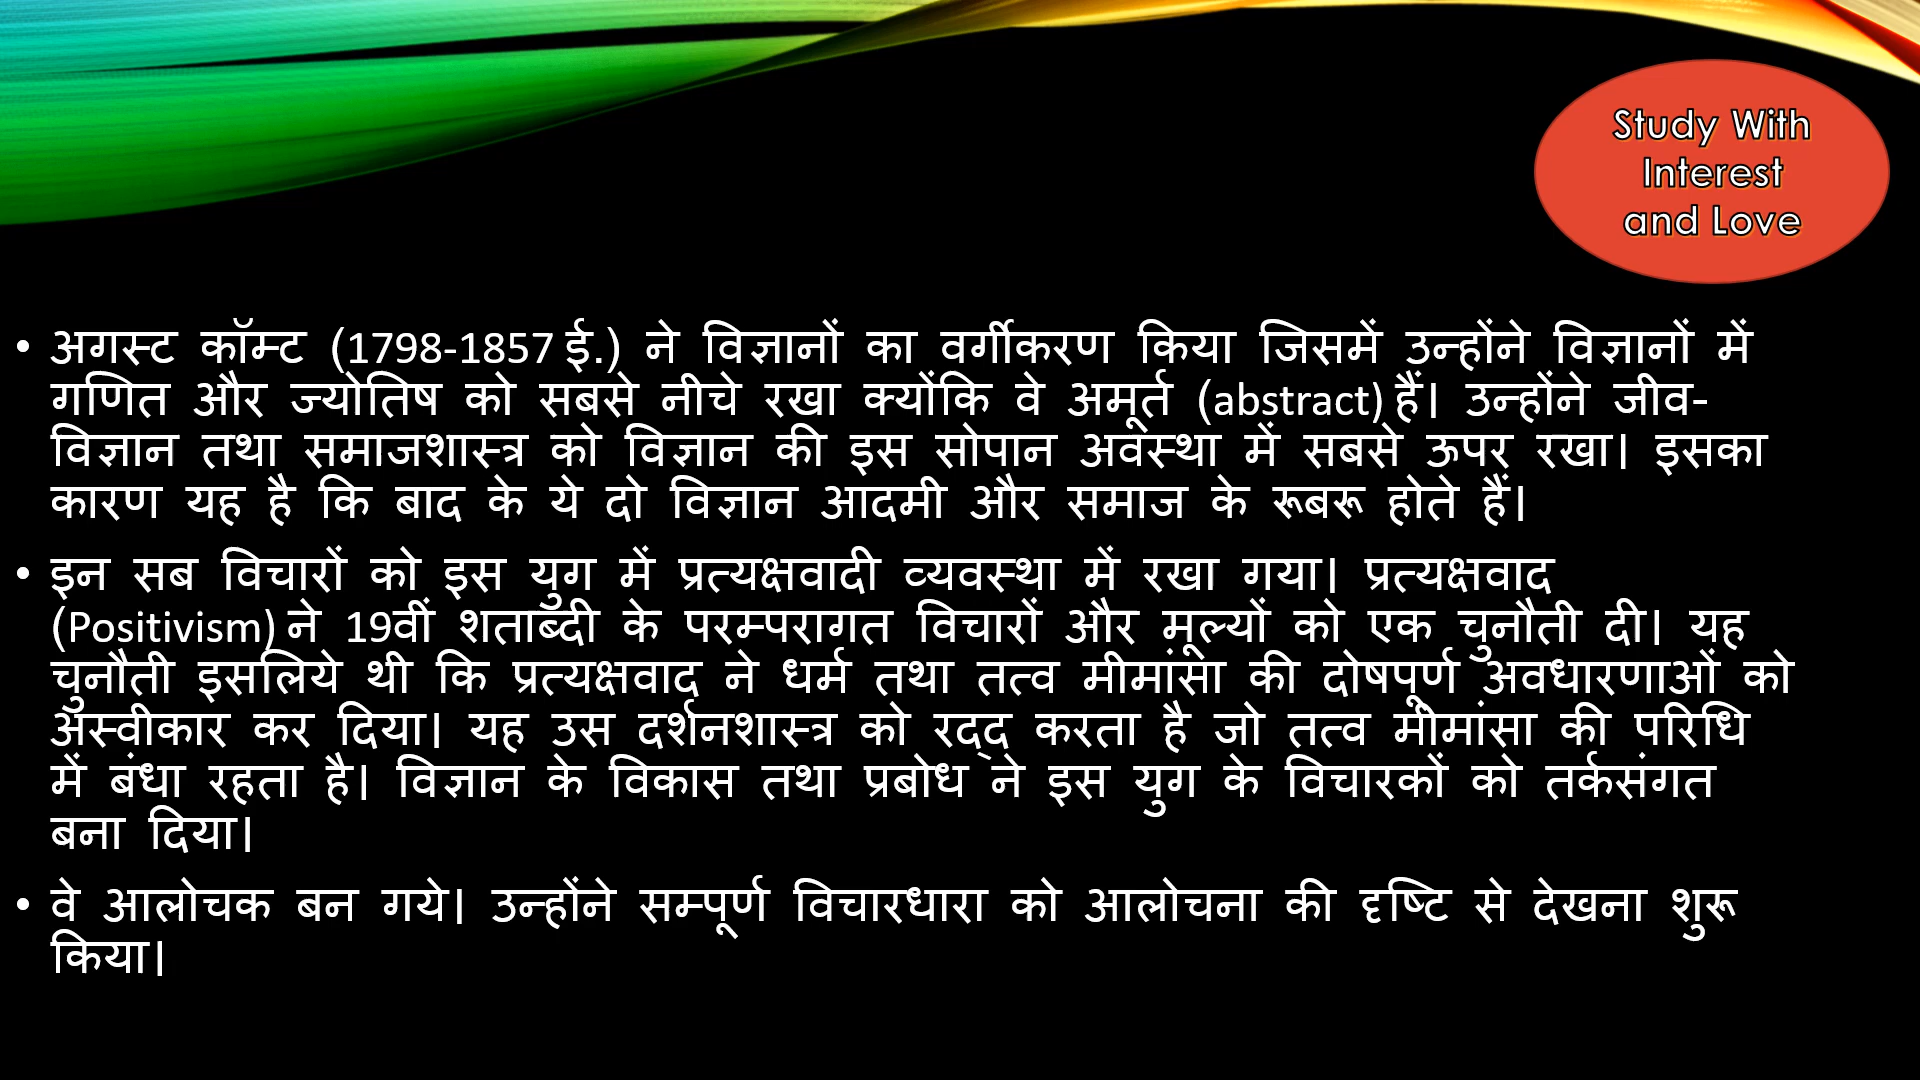 Study With
Interest
and Love
• अगस्ट कॉम्ट (1798-1857 ई.) ने विज्ञानों का वर्गीकरण किया जिसमें उन्होंने विज्ञानों में
गणित और ज्योतिष को सबसे नीचे रखा क्योंकि वे अमूर्त (abstract) हैं। उन्होंने जीव-
विज्ञान तथा समाजशास्त्र को विज्ञान की इस सोपान अवस्था में सबसे ऊपर रखा। इसका
कारण यह है कि बाद के ये दो विज्ञान आदमी और समाज के रूबरू होते हैं।
• इन सब विचारों को इस युग में प्रत्यक्षवादी व्यवस्था में रखा गया। प्रत्यक्षवाद
(Positivism) ने 19वीं शताब्दी के परम्परागत विचारों और मूल्यों को एक चुनौती दी। यह
चुनौती इसलिये थी कि प्रत्यक्षवाद ने धर्म तथा तत्व मीमांसा की दोषपूर्ण अवधारणाओं को
अस्वीकार कर दिया। यह उस दर्शनशास्त्र को रद्द करता है जो तत्व मीमांसा की परिधि
में बंधा रहता है। विज्ञान के विकास तथा प्रबोध ने इस युग के विचारकों को तर्कसंगत
बना दिया।
• वे आलोचक बन गये। उन्होंने सम्पूर्ण विचारधारा को आलोचना की दृष्टि से देखना शुरू
किया।